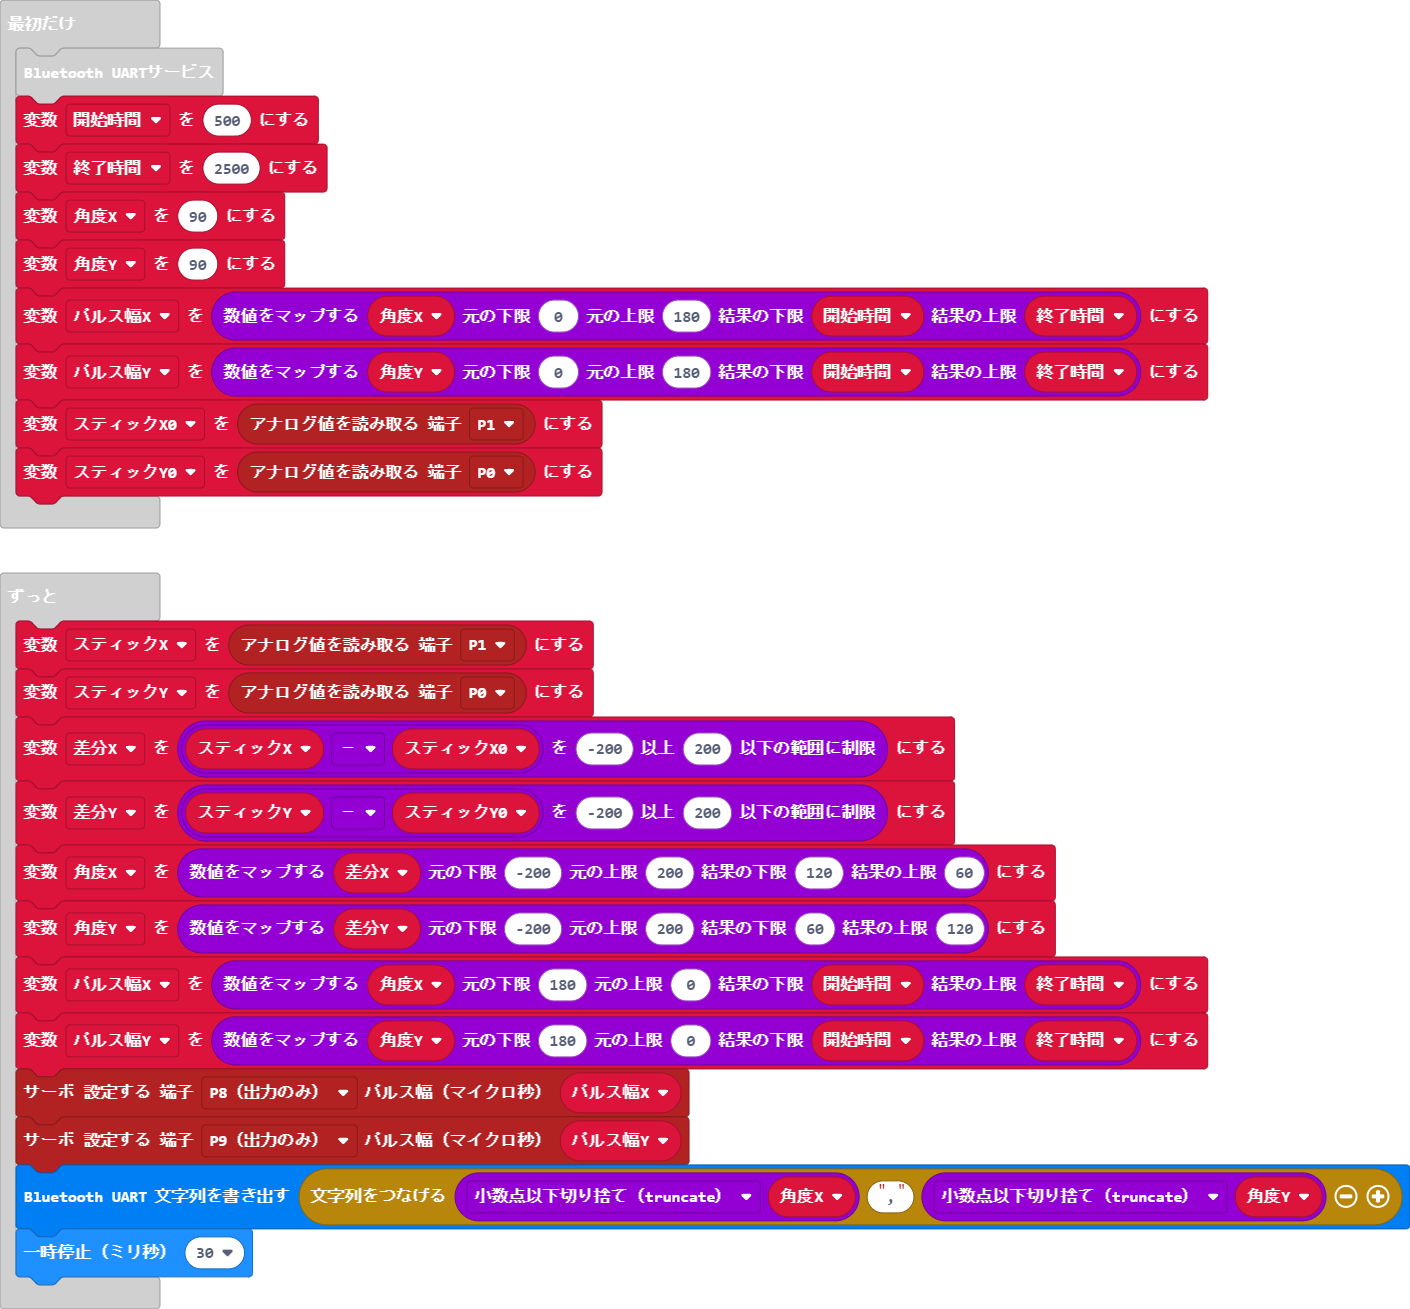 最初だけ
Bluetooth UARTサービス
変数 開始時間 を 500 にする
変数 終了時間 を 2500 にする
変数 角度X を 90 にする
変数 角度Y を 90 にする
変数 パルス幅X を 数値をマップする 角度X 元の下限 0 元の上限 180 結果の下限 開始時間 結果の上限 終了時間 にする
変数 パルス幅Y を 数値をマップする 角度Y 元の下限 0 元の上限 180 結果の下限 開始時間 結果の上限 終了時間 にする
変数 スティックX0 を アナログ値を読み取る 端子 P1 にする
変数 スティックY0 を アナログ値を読み取る 端子 P0 にする
ずっと
変数 スティックX を アナログ値を読み取る 端子 P1 にする
変数 スティックY を アナログ値を読み取る 端子 P0 にする
変数 差分X を スティックX - スティックX0 を -200 以上 200 以下の範囲に制限 にする
変数 差分Y を スティックY - スティックY0 を -200 以上 200 以下の範囲に制限 にする
変数 角度X を 数値をマップする 差分X 元の下限 -200 元の上限 200 結果の下限 120 結果の上限 60 にする
変数 角度Y を 数値をマップする 差分Y 元の下限 -200 元の上限 200 結果の下限 60 結果の上限 120 にする
変数 パルス幅X を 数値をマップする 角度X 元の下限 180 元の上限 0 結果の下限 開始時間 結果の上限 終了時間 にする
変数 パルス幅Y を 数値をマップする 角度Y 元の下限 180 元の上限 0 結果の下限 開始時間 結果の上限 終了時間 にする
サーボ 設定する 端子 P8（出力のみ） パルス幅（マイクロ秒） パルス幅X
サーボ 設定する 端子 P9（出力のみ） パルス幅（マイクロ秒） パルス幅Y
Bluetooth UART 文字列を書き出す 文字列をつなげる 小数点以下切り捨て（truncate） 角度X "," 小数点以下切り捨て（truncate） 角度Y
一時停止（ミリ秒） 30